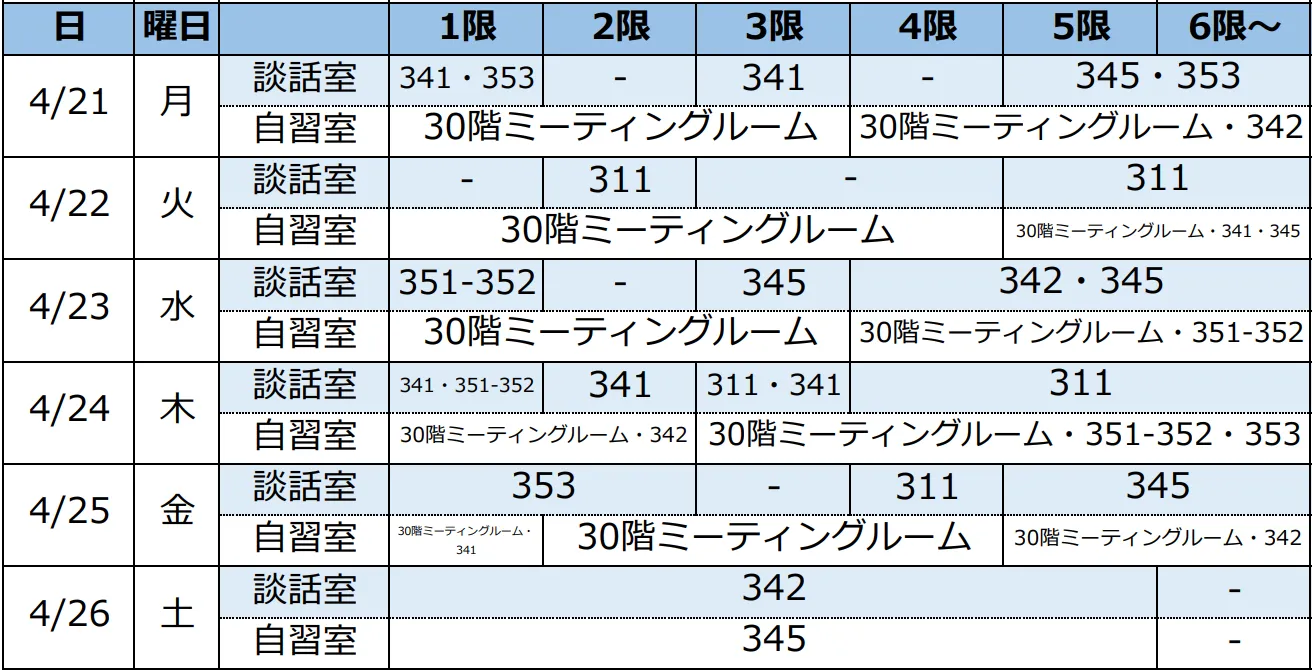 日 曜日 1限 2限 3限 4限 5限 6限～
4/21 月 談話室 341・353 - 341 - 345・353
自習室 30階ミーティングルーム 30階ミーティングルーム・342
4/22 火 談話室 - 311 - 311
自習室 30階ミーティングルーム 30階ミーティングルーム・341・345
4/23 水 談話室 351-352 - 345 342・345
自習室 30階ミーティングルーム 30階ミーティングルーム・351-352
4/24 木 談話室 341・351-352 341 311・341 311
自習室 30階ミーティングルーム・342 30階ミーティングルーム・351-352・353
4/25 金 談話室 353 - 311 345
自習室 30階ミーティングルーム・341 30階ミーティングルーム 30階ミーティングルーム・342
4/26 土 談話室 342 -
自習室 345 -